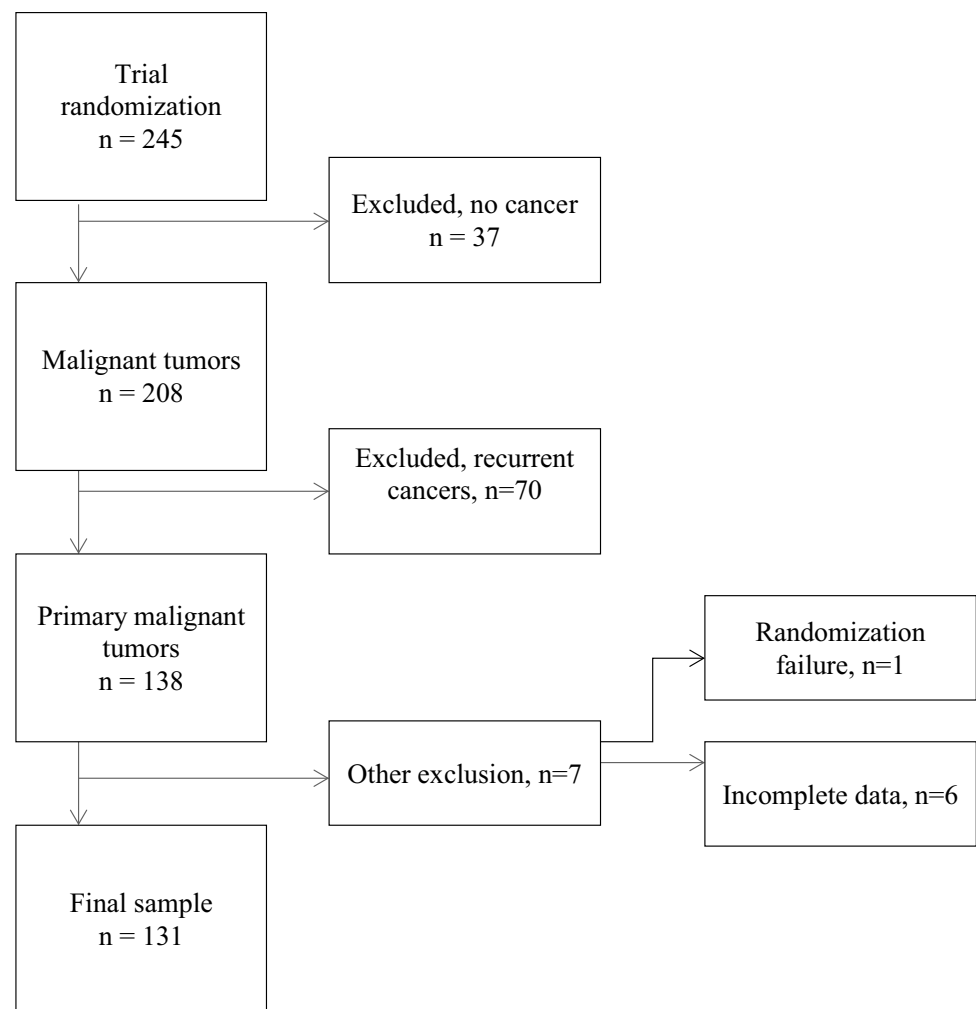 Trial
randomization
n = 245
Excluded, no cancer
n = 37
Malignant tumors
n = 208
Excluded, recurrent
cancers, n=70
Primary malignant
tumors
n = 138
Randomization
failure, n=1
Other exclusion, n=7
Incomplete data, n=6
Final sample
n = 131